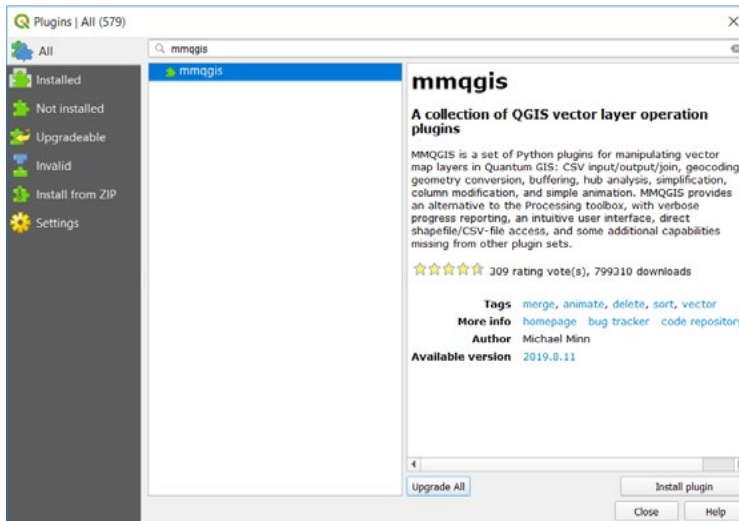 Plugins | All (579)
All
Installed
Not installed
Upgradeable
Invalid
Install from ZIP
Settings
mmqgis
mmqgis
mmqgis
A collection of QGIS vector layer operation
plugins
MMQGIS is a set of Python plugins for manipulating vector
map layers in Quantum GIS: CSV input/output/join, geocoding,
geometry conversion, buffering, hub analysis, simplification,
column modification, and simple animation. MMQGIS provides
an alternative to the Processing toolbox, with verbose
progress reporting, an intuitive user interface, direct
shapefile/CSV-file access, and some additional capabilities
missing from other plugin sets.
309 rating vote(s), 799310 downloads
Tags merge, animate, delete, sort, vector
More info homepage bug tracker code repository
Author Michael Minn
Available version 2019.8.11
Upgrade All
Install plugin
Close
Help